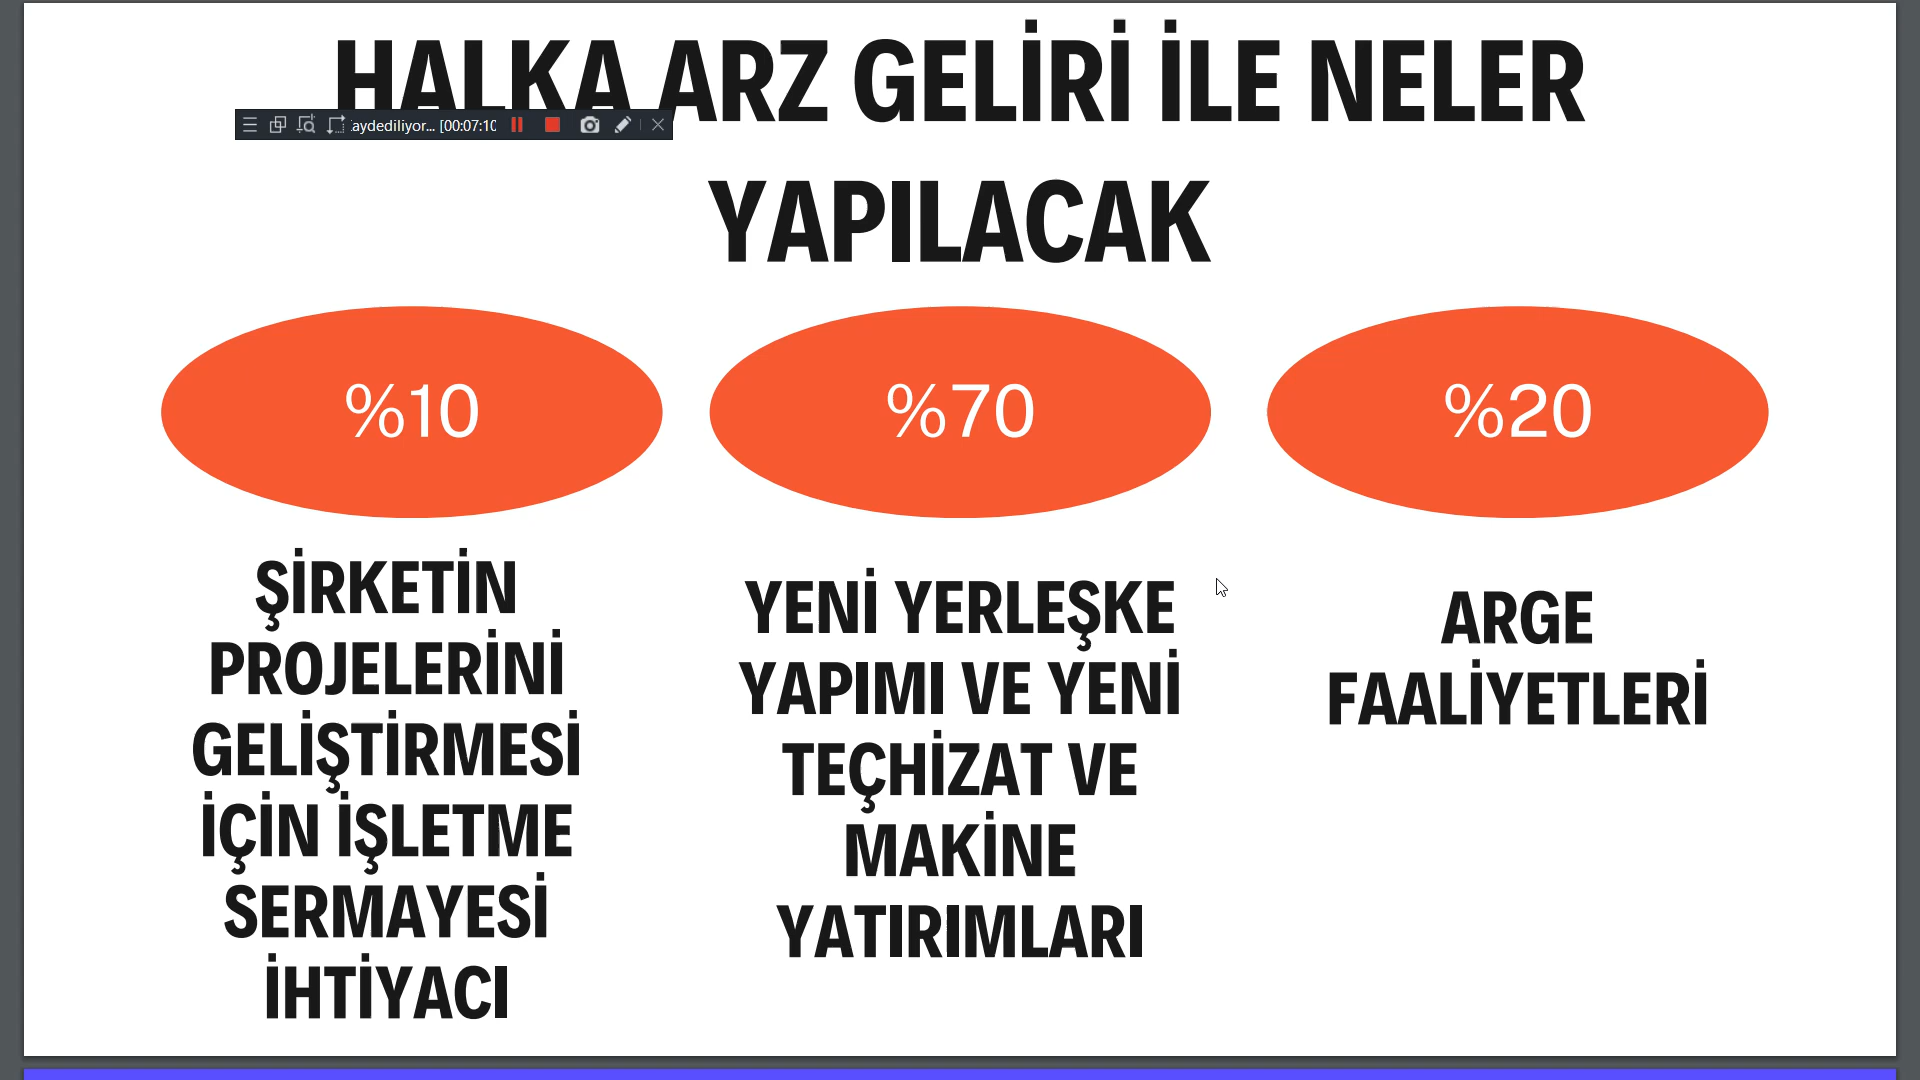 HALKA ARZ GELİRİ İLE NELER
aydediliyor... [00:07:10
YAPILACAK
%10
%70
%20
ŞİRKETİN
PROJELERİNİ
GELİŞTİRMESİ
İÇİN İŞLETME
SERMAYESİ
İHTİYACI
YENİ YERLEŞKE
YAPIMI VE YENİ
TEÇHİZAT VE
MAKİNE
YATIRIMLARI
ARGE
FAALİYETLERİ